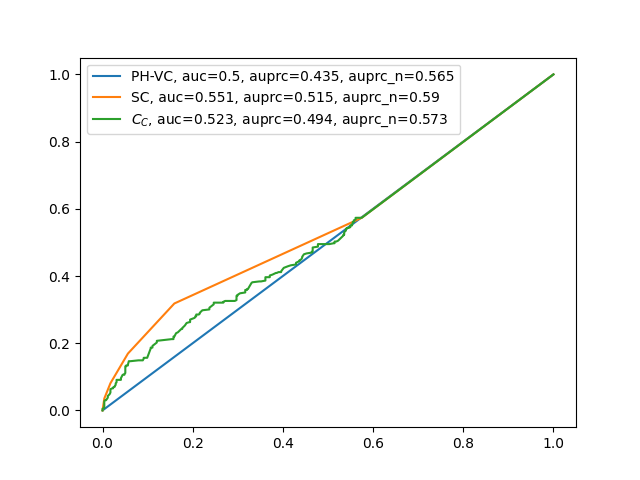 PH-VC, auc=0.5, auprc=0.435, auprc_n=0.565
SC, auc=0.551, auprc=0.515, auprc_n=0.59
C_C, auc=0.523, auprc=0.494, auprc_n=0.573
1.0
0.8
0.6
0.4
0.2
0.0
0.0 0.2 0.4 0.6 0.8 1.0